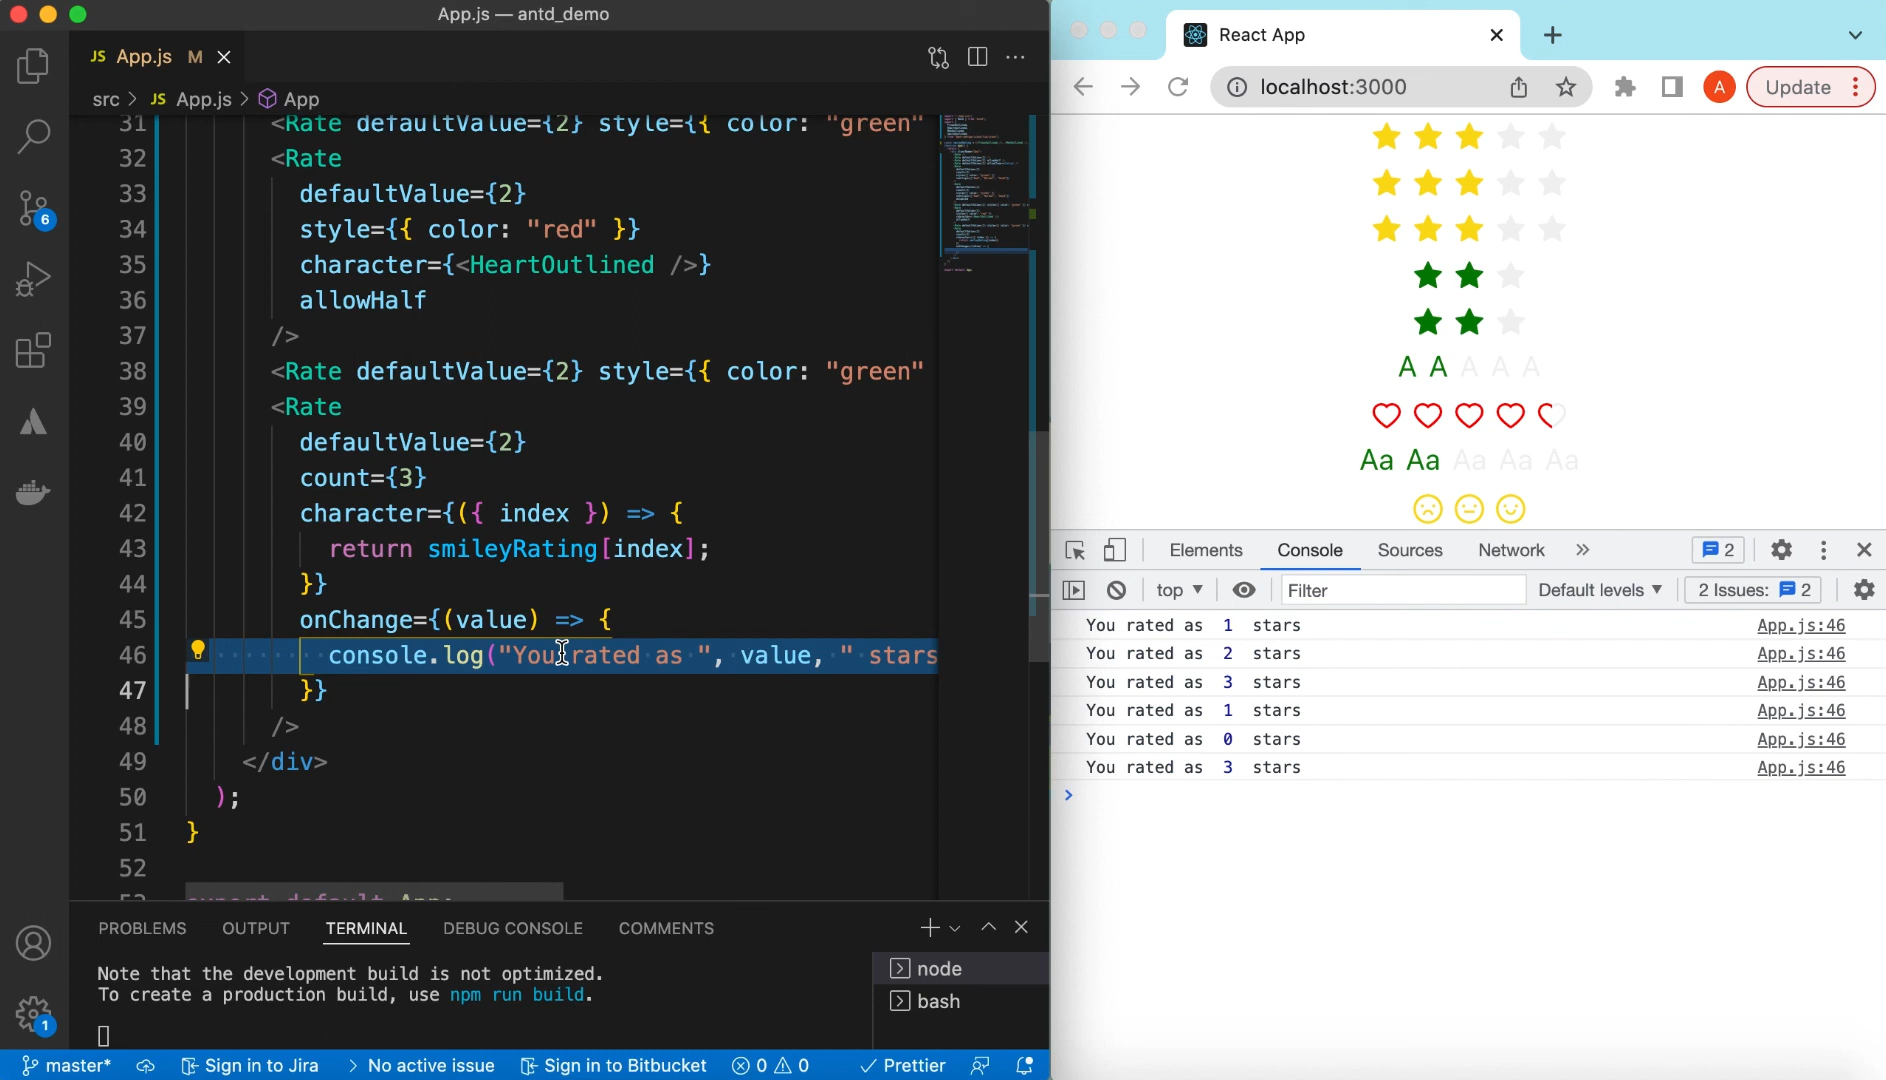 App.js — antd_demo
JS App.js M
src > JS App.js > App
31 <Rate defaultValue={2} style={{ color: "green"
32 <Rate
33 defaultValue={2}
34 style={{ color: "red" }}
35 character={<HeartOutlined />}
36 allowHalf
37 />
38 <Rate defaultValue={2} style={{ color: "green"
39 <Rate
40 defaultValue={2}
41 count={3}
42 character={({ index }) => {
43 return smileyRating[index];
44 }}
45 onChange={(value) => {
46 console.log("You rated as ", value, " stars
47 }}
48 />
49 </div>
50 );
51 }
52
53 export default App;
6
1
PROBLEMS OUTPUT TERMINAL DEBUG CONSOLE COMMENTS
Note that the development build is not optimized.
To create a production build, use npm run build.
node
bash
master* Sign in to Jira > No active issue Sign in to Bitbucket 0 0 Prettier
React App
localhost:3000 A Update
A A A A A
Aa Aa Aa Aa Aa
Elements Console Sources Network » 2
top ▼ Filter Default levels ▼ 2 Issues: 2
You rated as 1 stars App.js:46
You rated as 2 stars App.js:46
You rated as 3 stars App.js:46
You rated as 1 stars App.js:46
You rated as 0 stars App.js:46
You rated as 3 stars App.js:46
>